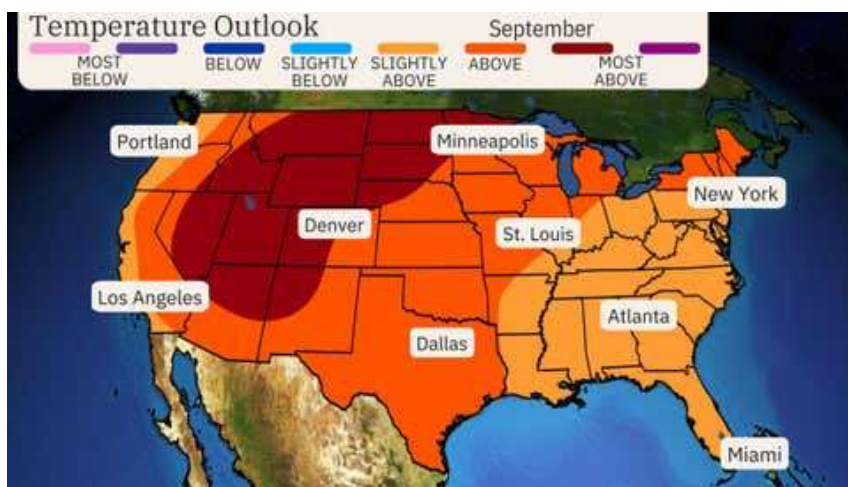 Temperature Outlook
September
MOST BELOW
BELOW
SLIGHTLY BELOW
SLIGHTLY ABOVE
ABOVE
MOST ABOVE
Portland
Minneapolis
New York
Denver
St. Louis
Los Angeles
Atlanta
Dallas
Miami